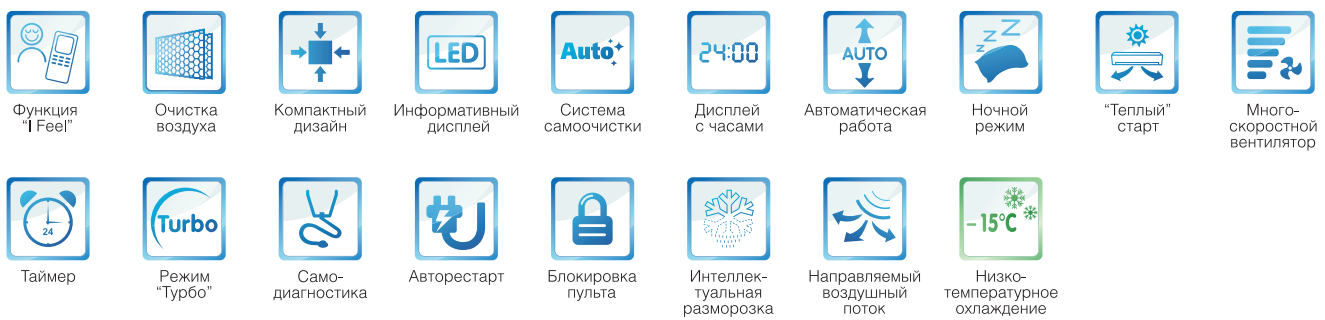 LED
Auto
24:00
AUTO
z z Z
Функция
“I Feel”
Очистка
воздуха
Компактный
дизайн
Информативный
дисплей
Система
самоочистки
Дисплей
с часами
Автоматическая
работа
Ночной
режим
“Теплый”
старт
Много-
скоростной
вентилятор
24
Turbo
-15°C
Таймер
Режим
“Турбо”
Само-
диагностика
Авторестарт
Блокировка
пульта
Интеллек-
туальная
разморозка
Направляемый
воздушный
поток
Низко-
температурное
охлаждение